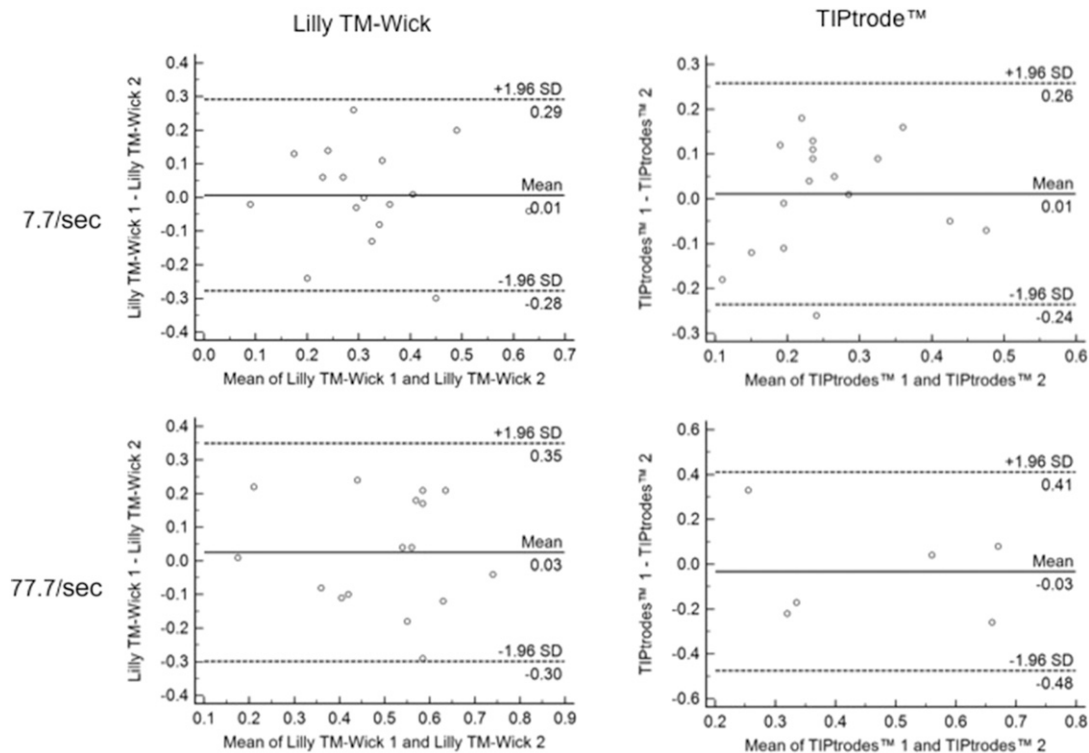 Lilly TM-Wick
TIPtrode™
7.7/sec
Lilly TM-Wick 1 - Lilly TM-Wick 2
0.4
0.3
0.2
0.1
0.0
-0.1
-0.2
-0.3
-0.4
+1.96 SD
0.29
Mean
0.01
-1.96 SD
-0.28
0.0 0.1 0.2 0.3 0.4 0.5 0.6 0.7
Mean of Lilly TM-Wick 1 and Lilly TM-Wick 2
TIPtrodes™ 1 - TIPtrodes™ 2
0.3
0.2
0.1
0.0
-0.1
-0.2
-0.3
+1.96 SD
0.26
Mean
0.01
-1.96 SD
-0.24
0.1 0.2 0.3 0.4 0.5 0.6
Mean of TIPtrodes™ 1 and TIPtrodes™ 2
77.7/sec
Lilly TM-Wick 1 - Lilly TM-Wick 2
0.4
0.3
0.2
0.1
0.0
-0.1
-0.2
-0.3
-0.4
+1.96 SD
0.35
Mean
0.03
-1.96 SD
-0.30
0.1 0.2 0.3 0.4 0.5 0.6 0.7 0.8 0.9
Mean of Lilly TM-Wick 1 and Lilly TM-Wick 2
TIPtrodes™ 1 - TIPtrodes™ 2
0.6
0.4
0.2
0.0
-0.2
-0.4
-0.6
+1.96 SD
0.41
Mean
-0.03
-1.96 SD
-0.48
0.2 0.3 0.4 0.5 0.6 0.7 0.8
Mean of TIPtrodes™ 1 and TIPtrodes™ 2